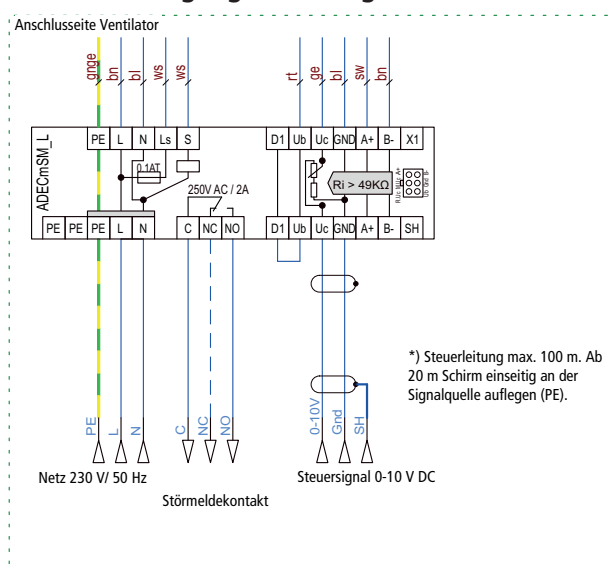 Anschlusseite Ventilator
gnge bn bl ws ws rt ge bl sw bn
ADECmSM_L
PE L N Ls S D1 Ub Uc GND A+ B- X1
0.1AT
250V AC / 2A
Ri > 49KΩ
PE PE PE L N C NC NO D1 Ub Uc GND A+ B- SH
*) Steuerleitung max. 100 m. Ab
20 m Schirm einseitig an der
Signalquelle auflegen (PE).
PE L N C NC NO 0-10V Gnd SH
Netz 230 V/ 50 Hz
Steuersignal 0-10 V DC
Störmeldekontakt